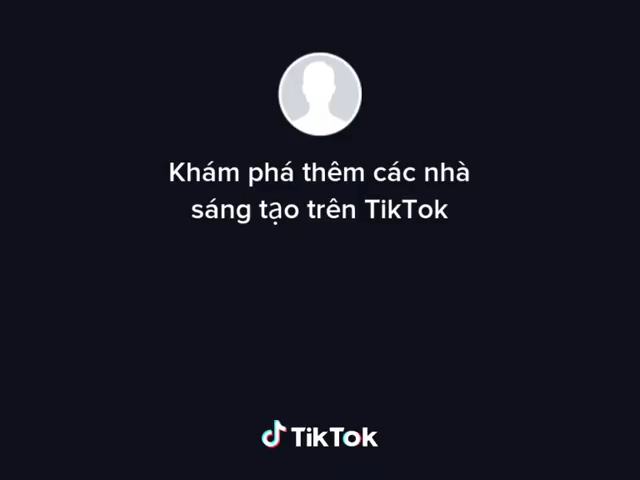 Khám phá thêm các nhà
sáng tạo trên TikTok
TikTok